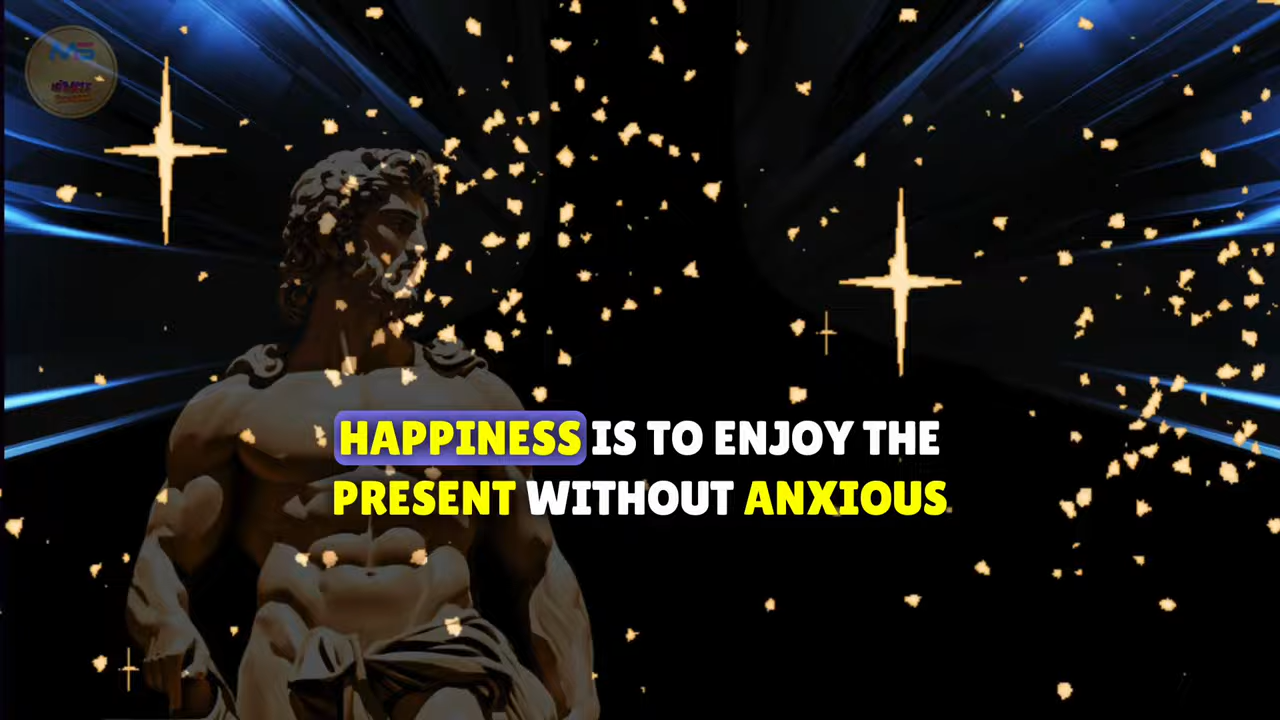 HAPPINESS IS TO ENJOY THE
PRESENT WITHOUT ANXIOUS